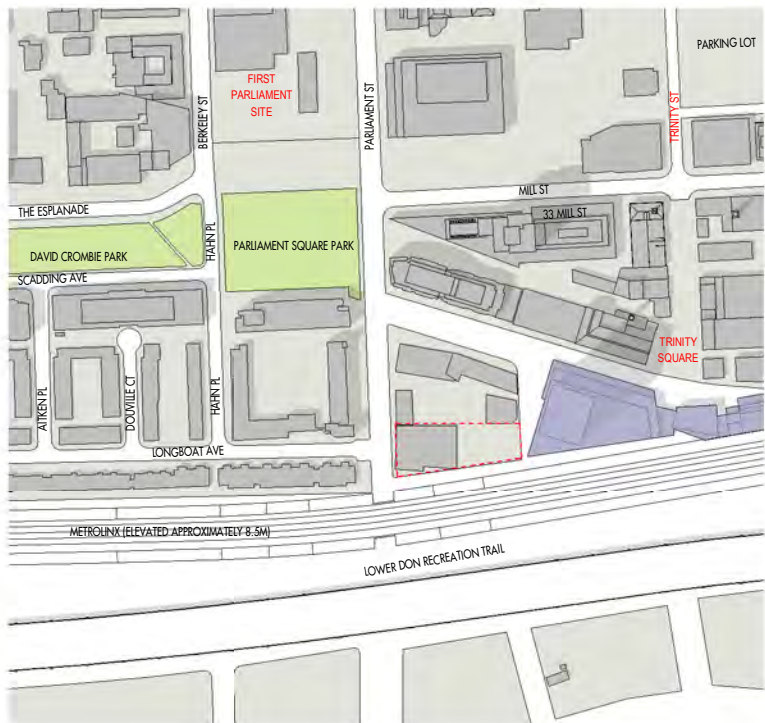 PARKING LOT
FIRST
PARLIAMENT
SITE
BERKELEY ST
PARLIAMENT ST
TRINITY ST
MILL ST
THE ESPLANADE
33 MILL ST
DAVID CROMBIE PARK
HAHN PL
PARLIAMENT SQUARE PARK
SCADDING AVE
TRINITY
SQUARE
AITKEN PL
DOUVILLE CT
HAHN PL
LONGBOAT AVE
METROLINX (ELEVATED APPROXIMATELY 8.5M)
LOWER DON RECREATION TRAIL